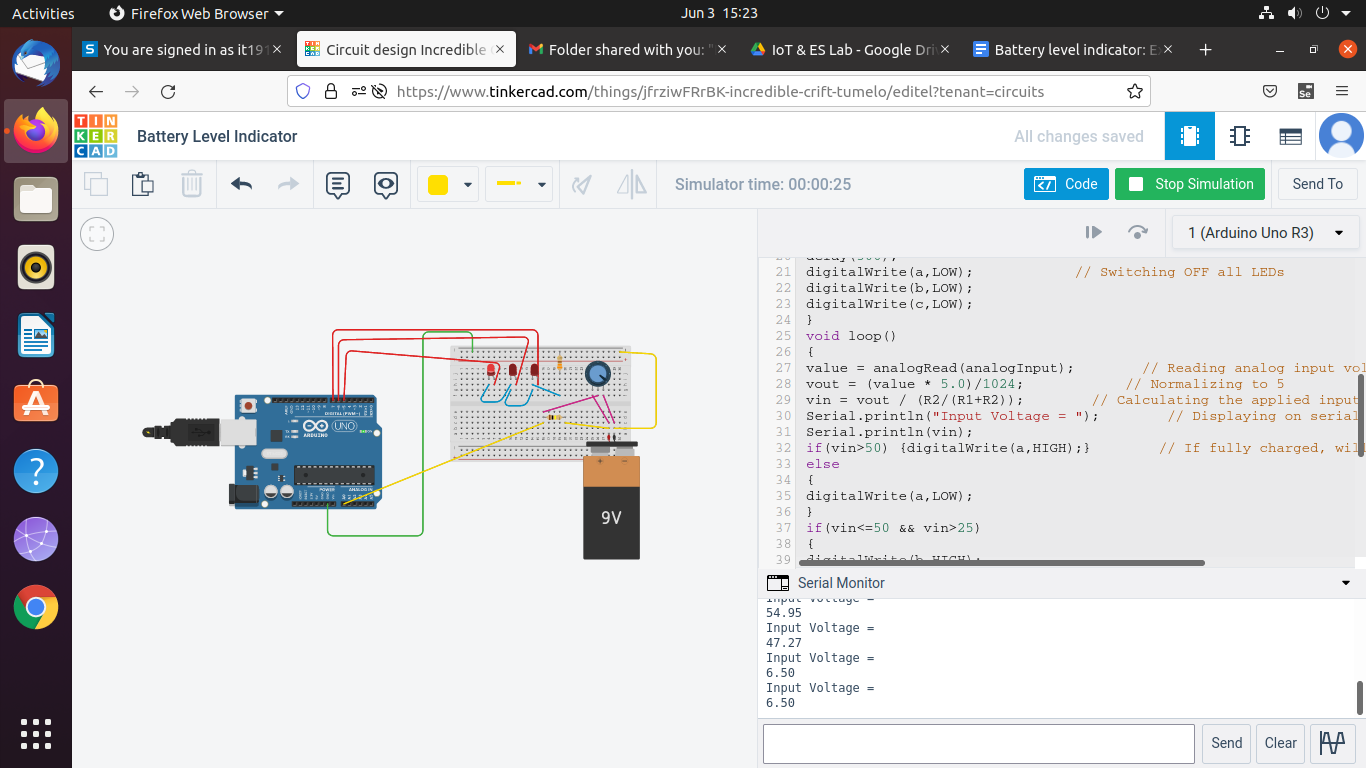 Activities
Firefox Web Browser
Jun 3 15:23
You are signed in as it191
Circuit design Incredible
Folder shared with you: "
IoT & ES Lab - Google Dri
Battery level indicator: E
https://www.tinkercad.com/things/jfrziwFRrBK-incredible-crift-tumelo/editel?tenant=circuits
Se
TIN
KER
CAD
Battery Level Indicator
All changes saved
Simulator time: 00:00:25
Code
Stop Simulation
Send To
1 (Arduino Uno R3)
21 digitalWrite(a,LOW); // Switching OFF all LEDs
22 digitalWrite(b,LOW);
23 digitalWrite(c,LOW);
24 }
25 void loop()
26 {
27 value = analogRead(analogInput); // Reading analog input vol
28 vout = (value * 5.0)/1024; // Normalizing to 5
29 vin = vout / (R2/(R1+R2)); // Calculating the applied input
30 Serial.println("Input Voltage = "); // Displaying on serial
31 Serial.println(vin);
32 if(vin>50) {digitalWrite(a,HIGH);} // If fully charged, wil
33 else
34 {
35 digitalWrite(a,LOW);
36 }
37 if(vin<=50 && vin>25)
38 {
39 digitalWrite(b,HIGH);
DIGITAL (PWM~)
UNO
ARDUINO
POWER
ANALOG IN
+ −
9V
Serial Monitor
Input Voltage =
54.95
Input Voltage =
47.27
Input Voltage =
6.50
Input Voltage =
6.50
Send
Clear